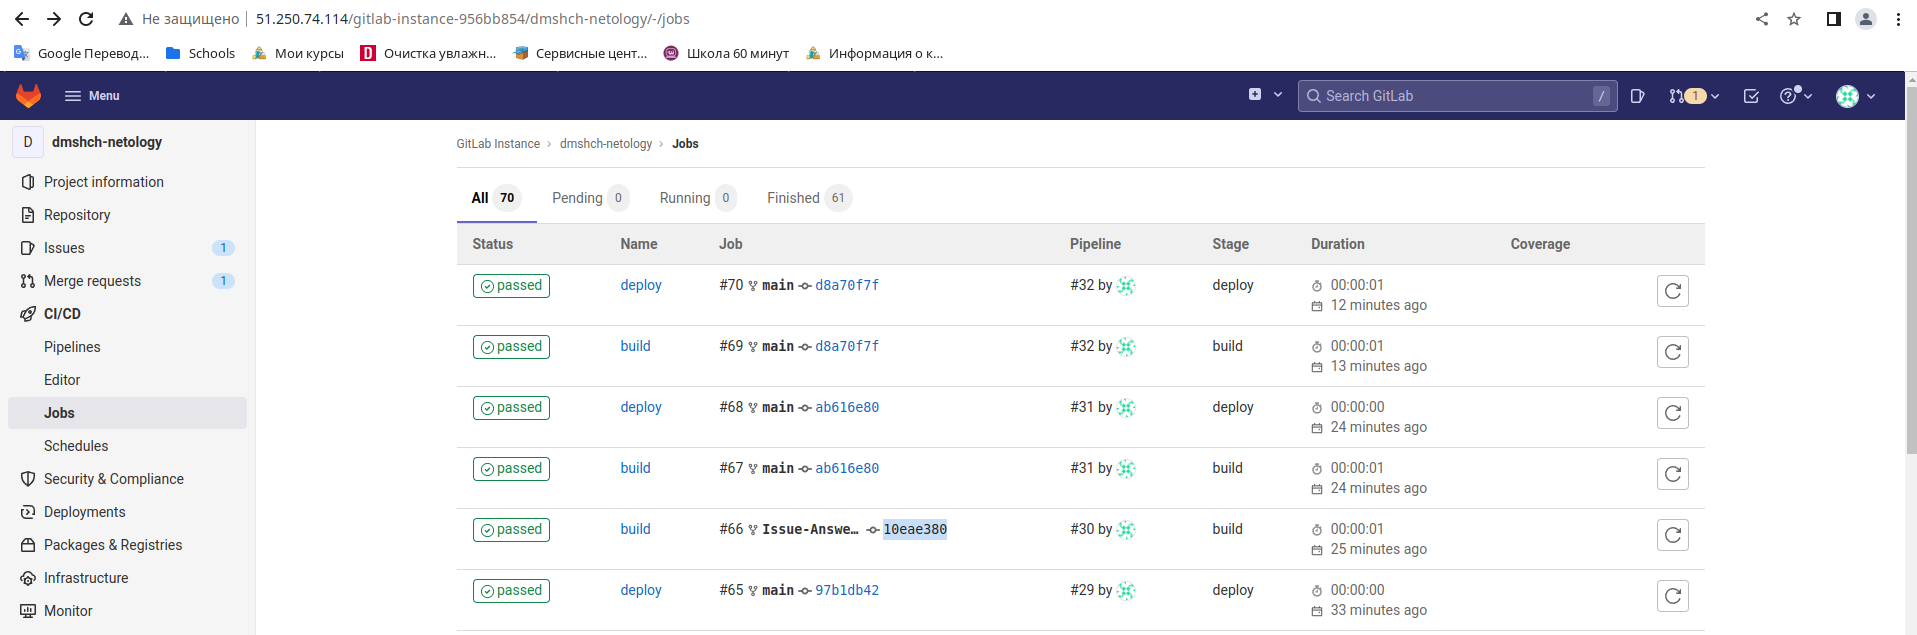 Не защищено 51.250.74.114/gitlab-instance-956bb854/dmshch-netology/-/jobs
Google Перевод... Schools Мои курсы Очистка увлажн... Сервисные цент... Школа 60 минут Информация о к...
Menu Search GitLab / 1
D dmshch-netology
Project information
Repository
Issues 1
Merge requests 1
CI/CD
Pipelines
Editor
Jobs
Schedules
Security & Compliance
Deployments
Packages & Registries
Infrastructure
Monitor
GitLab Instance › dmshch-netology › Jobs
All 70 Pending 0 Running 0 Finished 61
Status Name Job Pipeline Stage Duration Coverage
passed deploy #70 main d8a70f7f #32 by deploy 00:00:01
12 minutes ago
passed build #69 main d8a70f7f #32 by build 00:00:01
13 minutes ago
passed deploy #68 main ab616e80 #31 by deploy 00:00:00
24 minutes ago
passed build #67 main ab616e80 #31 by build 00:00:01
24 minutes ago
passed build #66 Issue-Answe... 10eae380 #30 by build 00:00:01
25 minutes ago
passed deploy #65 main 97b1db42 #29 by deploy 00:00:00
33 minutes ago